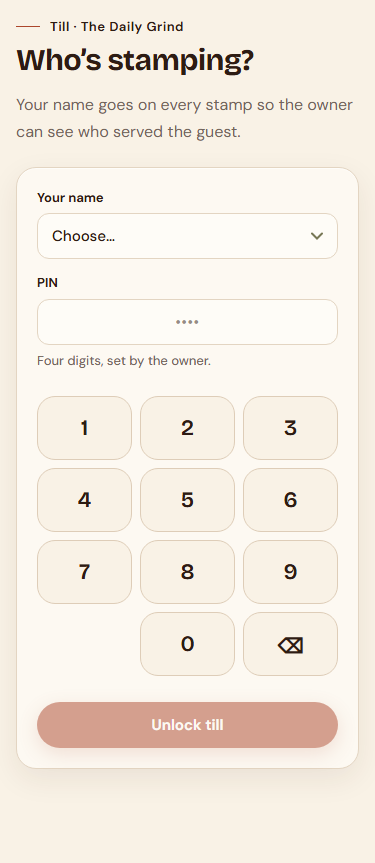 Till · The Daily Grind
Who’s stamping?
Your name goes on every stamp so the owner
can see who served the guest.
Your name
Choose...
PIN
••••
Four digits, set by the owner.
1 2 3
4 5 6
7 8 9
0 ⌫
Unlock till